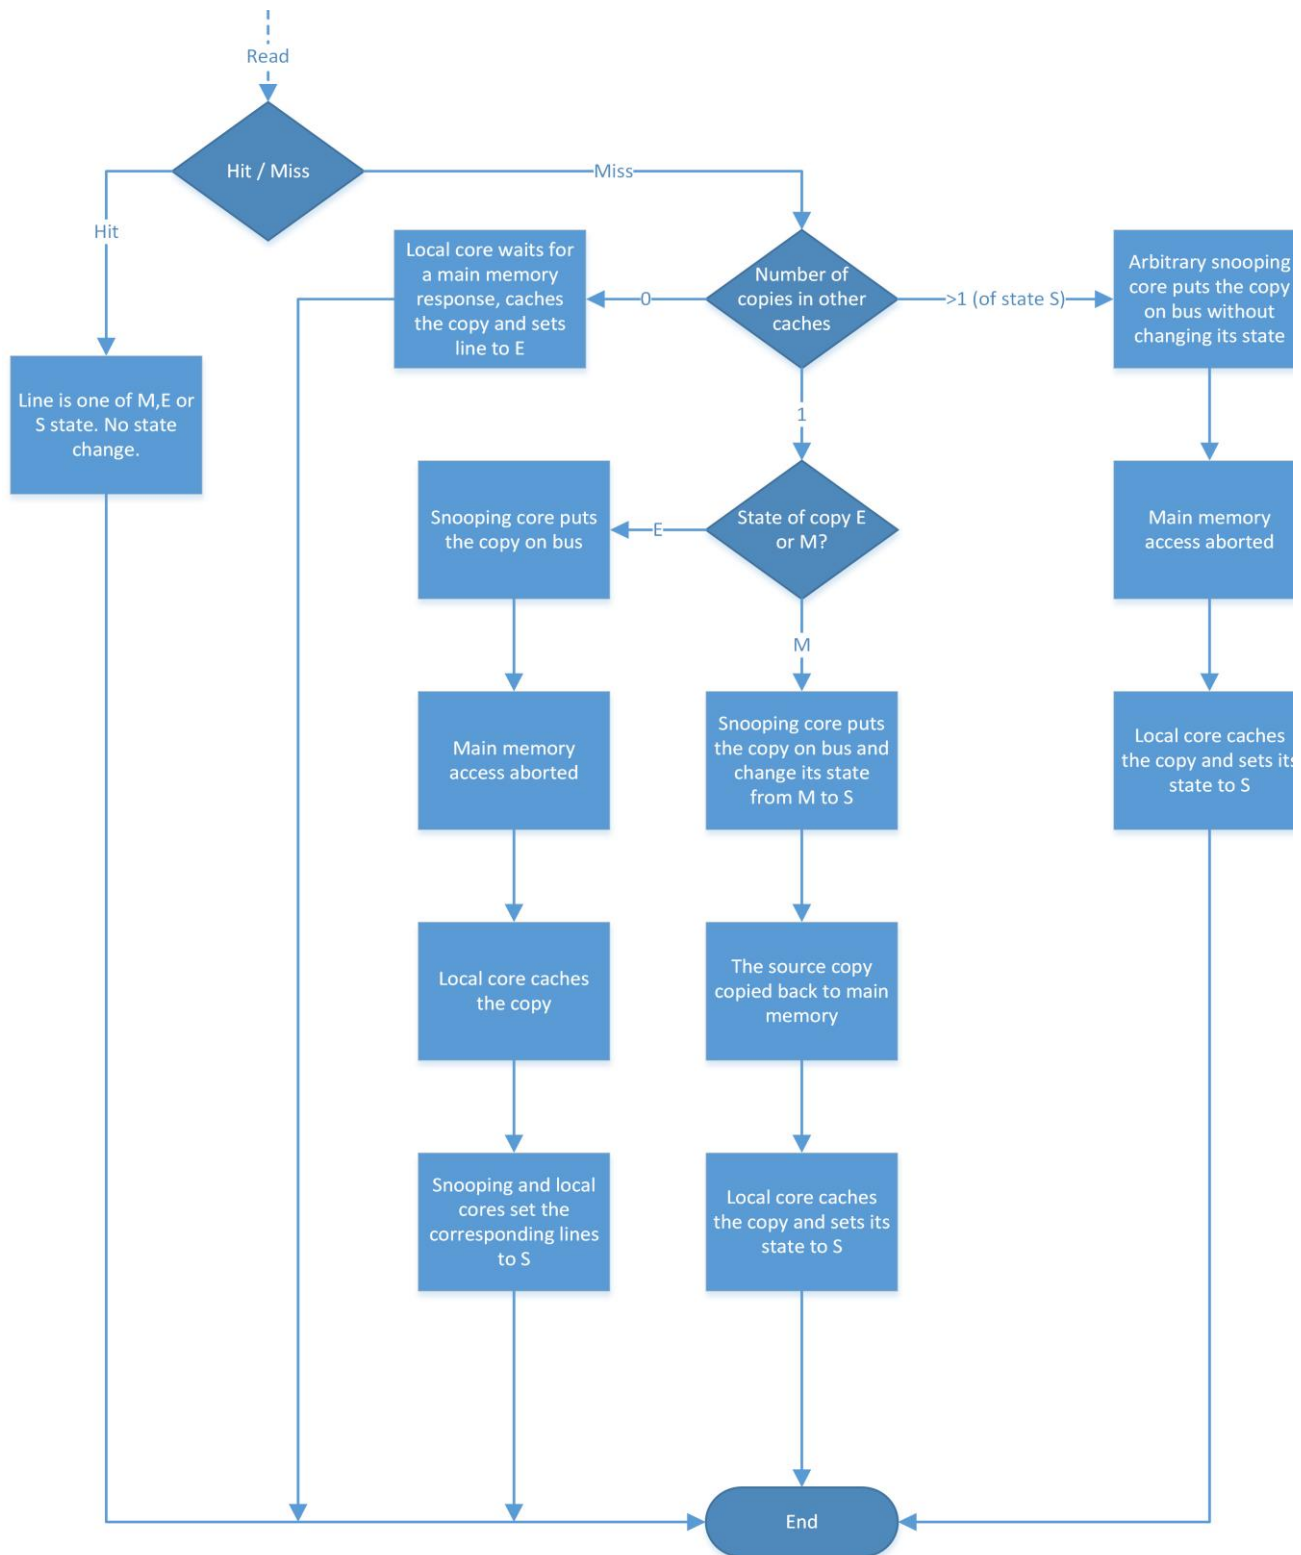 Read
Hit / Miss
Miss
Hit
Local core waits for
a main memory
response, caches
the copy and sets
line to E
0
Number of
copies in other
caches
>1 (of state S)
Arbitrary snooping
core puts the copy
on bus without
changing its state
Line is one of M,E or
S state. No state
change.
1
Snooping core puts
the copy on bus
E
State of copy E
or M?
Main memory
access aborted
M
Main memory
access aborted
Snooping core puts
the copy on bus and
change its state
from M to S
Local core caches
the copy and sets its
state to S
Local core caches
the copy
The source copy
copied back to main
memory
Snooping and local
cores set the
corresponding lines
to S
Local core caches
the copy and sets its
state to S
End